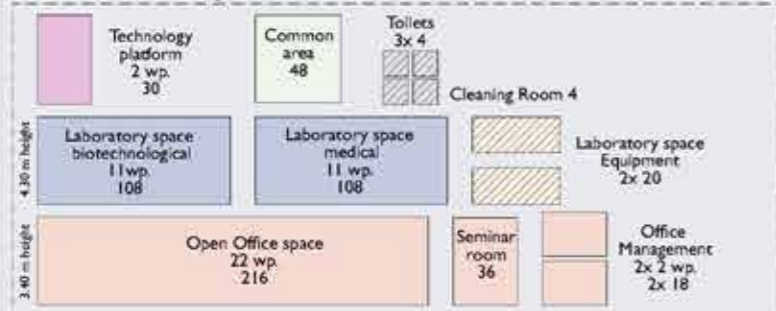 Technology
platform
2 wp.
30
Common
area
48
Toilets
3x 4
Cleaning Room 4
4.30 m height
Laboratory space
biotechnological
11wp.
108
Laboratory space
medical
11 wp.
108
Laboratory space
Equipment
2x 20
3.40 m height
Open Office space
22 wp.
216
Seminar
room
36
Office
Management
2x 2 wp.
2x 18